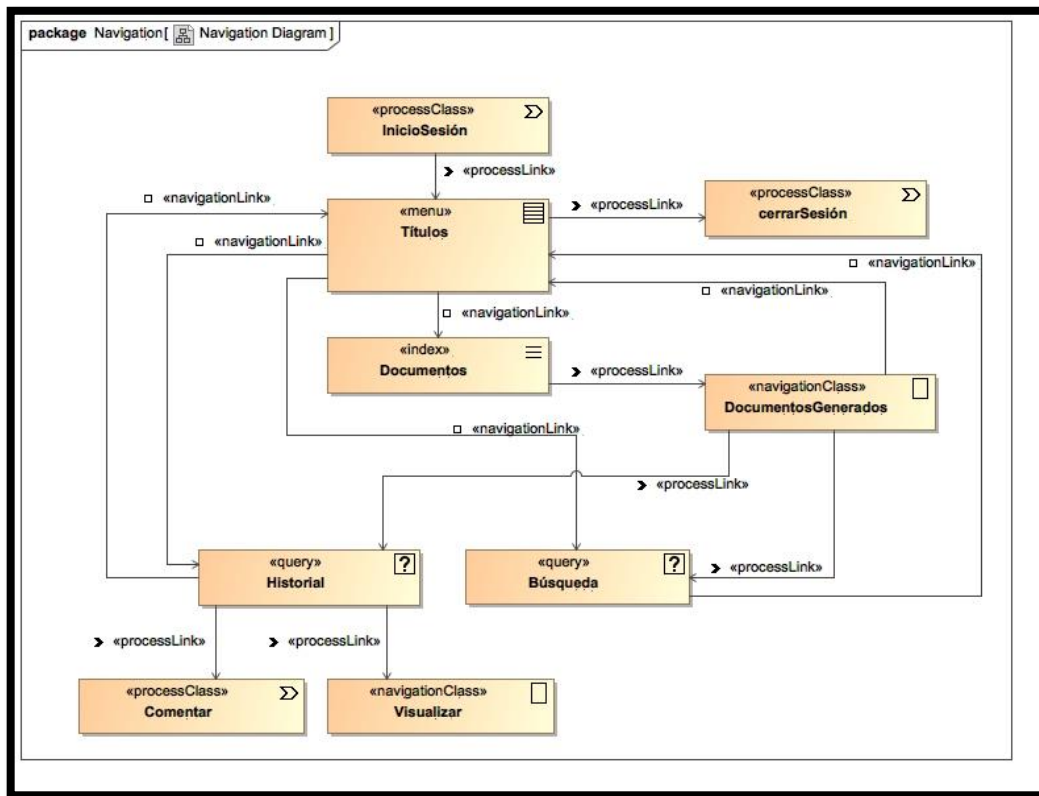 package Navigation[ Navigation Diagram ]
«processClass»
InicioSesión
«processLink»
«navigationLink»
«menu»
Títulos
«processLink»
«processClass»
cerrarSesión
«navigationLink»
«navigationLink»
«navigationLink»
«navigationLink»
«index»
Documentos
«processLink»
«navigationClass»
DocumentosGenerados
«navigationLink»
«processLink»
«query»
Historial
?
«query»
Búsqueda
?
«processLink»
«processLink»
«processLink»
«processClass»
Comentar
«navigationClass»
Visualizar